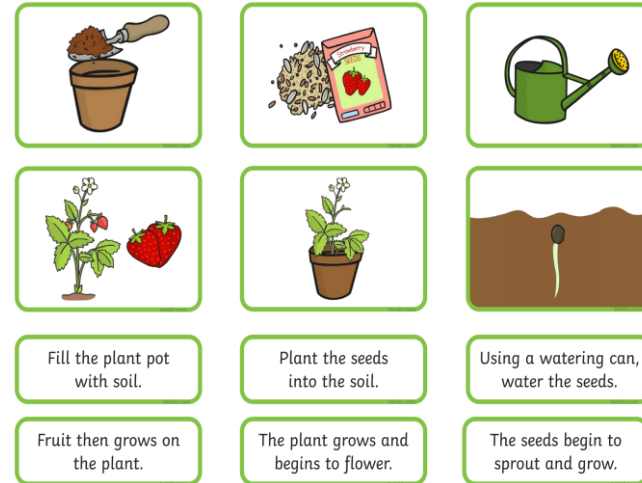 Strawberry
SEEDS
Fill the plant pot
with soil.
Plant the seeds
into the soil.
Using a watering can,
water the seeds.
Fruit then grows on
the plant.
The plant grows and
begins to flower.
The seeds begin to
sprout and grow.